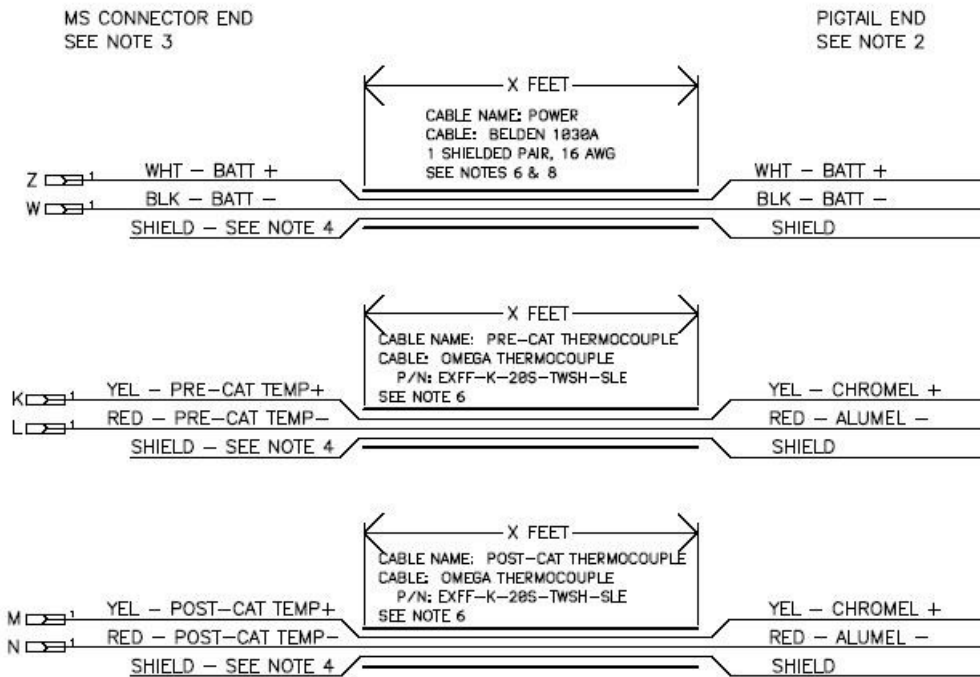 MS CONNECTOR END
SEE NOTE 3
PIGTAIL END
SEE NOTE 2
X FEET
CABLE NAME: POWER
CABLE: BELDEN 1030A
1 SHIELDED PAIR, 16 AWG
SEE NOTES 6 & 8
Z 1 WHT – BATT + WHT – BATT +
W 1 BLK – BATT – BLK – BATT –
SHIELD – SEE NOTE 4 SHIELD
X FEET
CABLE NAME: PRE–CAT THERMOCOUPLE
CABLE: OMEGA THERMOCOUPLE
P/N: EXFF–K–20S–TWSH–SLE
SEE NOTE 6
K 1 YEL – PRE–CAT TEMP+ YEL – CHROMEL +
L 1 RED – PRE–CAT TEMP– RED – ALUMEL –
SHIELD – SEE NOTE 4 SHIELD
X FEET
CABLE NAME: POST–CAT THERMOCOUPLE
CABLE: OMEGA THERMOCOUPLE
P/N: EXFF–K–20S–TWSH–SLE
SEE NOTE 6
M 1 YEL – POST–CAT TEMP+ YEL – CHROMEL +
N 1 RED – POST–CAT TEMP– RED – ALUMEL –
SHIELD – SEE NOTE 4 SHIELD